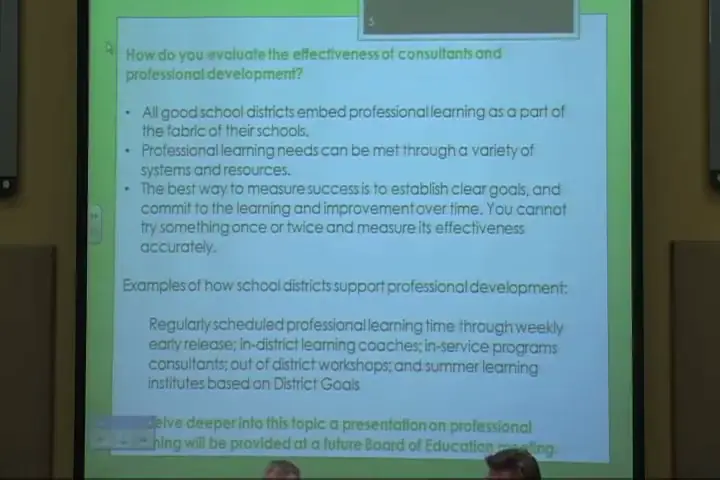 5
How do you evaluate the effectiveness of consultants and
professional development?
• All good school districts embed professional learning as a part of
the fabric of their schools.
• Professional learning needs can be met through a variety of
systems and resources.
• The best way to measure success is to establish clear goals, and
commit to the learning and improvement over time. You cannot
try something once or twice and measure its effectiveness
accurately.
Examples of how school districts support professional development:
Regularly scheduled professional learning time through weekly
early release; in-district learning coaches; in-service programs
consultants; out of district workshops; and summer learning
institutes based on District Goals
deeper into this topic a presentation on professional
will be provided at a future Board of Education meeting.